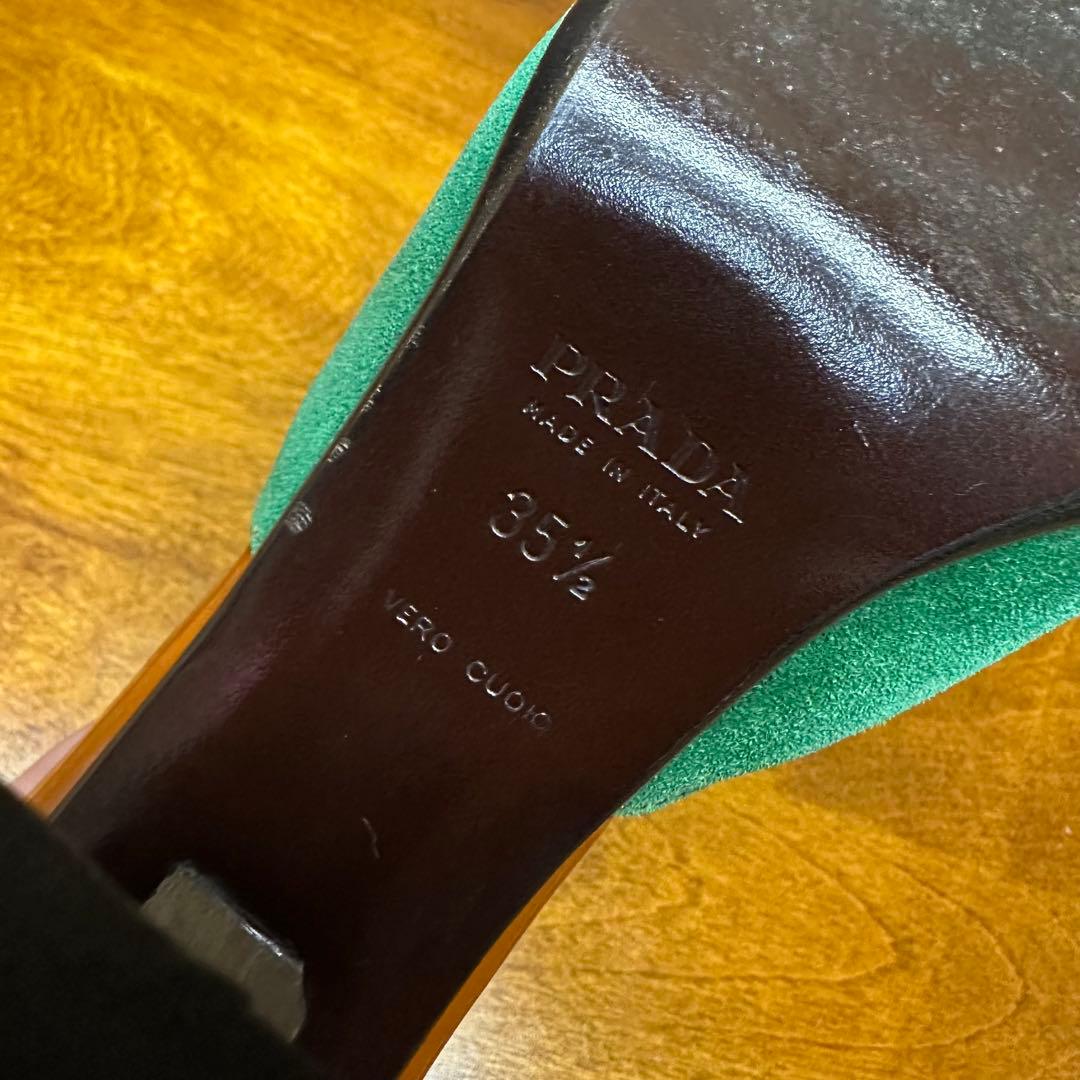 PRADA
MADE IN ITALY
35½
VERO CUOIO